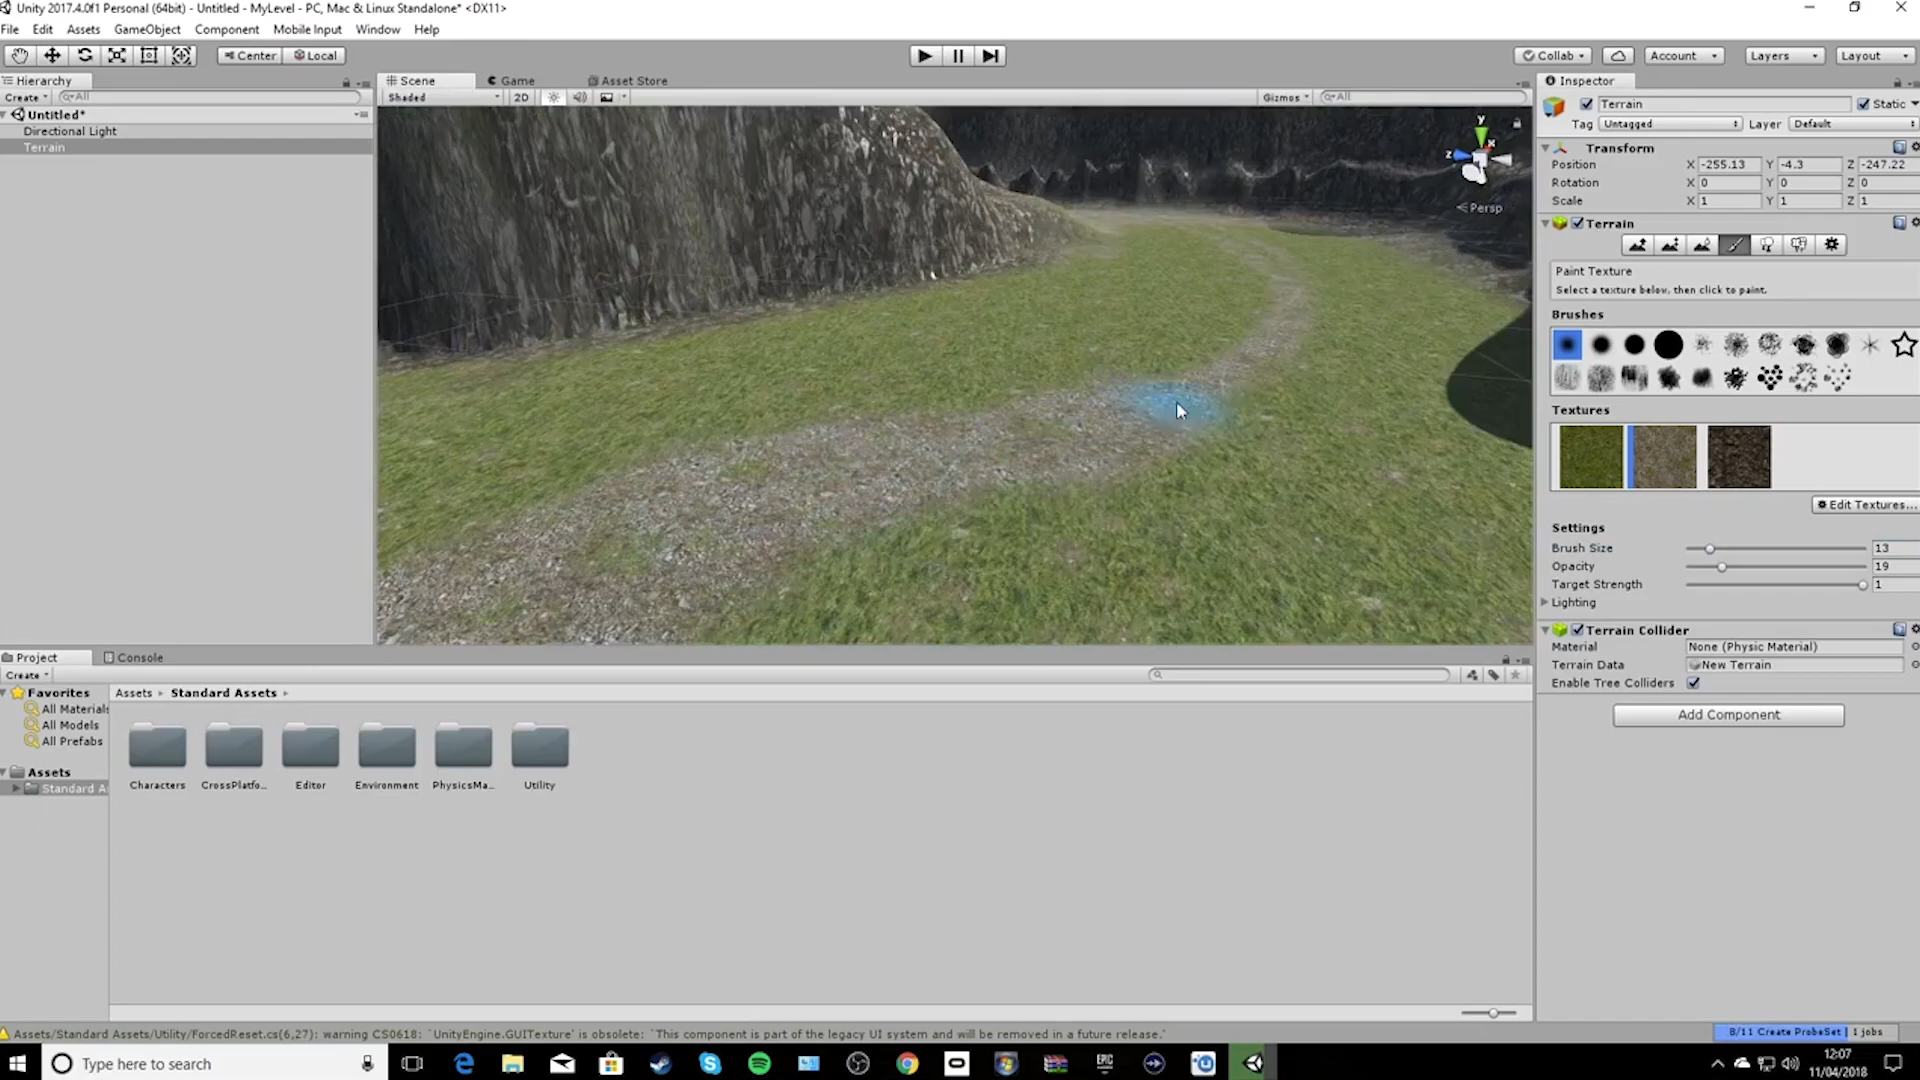 Unity 2017.4.0f1 Personal (64bit) - Untitled - MyLevel - PC, Mac & Linux Standalone* <DX11>
File Edit Assets GameObject Component Mobile Input Window Help
Center Local Collab Account Layers Layout
Hierarchy
Create All
Untitled*
Directional Light
Terrain
Scene Game Asset Store
Shaded 2D Gizmos All
y
x
z
Persp
Inspector
Terrain Static
Tag Untagged Layer Default
Transform
Position X -255.13 Y -4.3 Z -247.22
Rotation X 0 Y 0 Z 0
Scale X 1 Y 1 Z 1
Terrain
Paint Texture
Select a texture below, then click to paint.
Brushes
Textures
Edit Textures...
Settings
Brush Size 13
Opacity 19
Target Strength 1
Lighting
Terrain Collider
Material None (Physic Material)
Terrain Data New Terrain
Enable Tree Colliders
Add Component
Project Console
Create
Favorites
All Materials
All Models
All Prefabs
Assets
Standard A
Assets Standard Assets
Characters CrossPlatfo... Editor Environment PhysicsMa... Utility
Assets/Standard Assets/Utility/ForcedReset.cs(6,27): warning CS0618: `UnityEngine.GUITexture' is obsolete: `This component is part of the legacy UI system and will be removed in a future release.'
8/11 Create ProbeSet 1 jobs
Type here to search
EPIC
12:07
11/04/2018